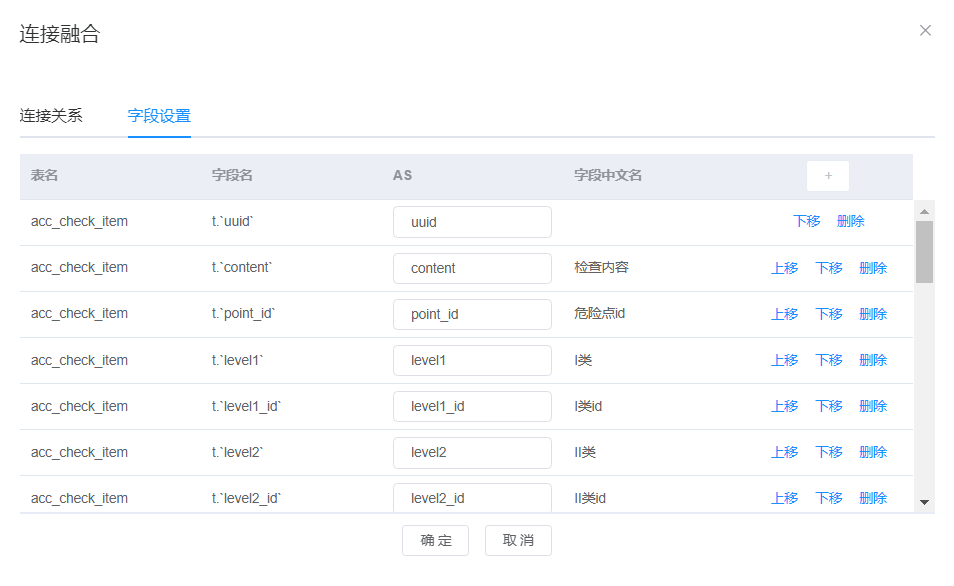 连接融合
连接关系 字段设置
表名 字段名 AS 字段中文名 +
acc_check_item t.`uuid` uuid 下移 删除
acc_check_item t.`content` content 检查内容 上移 下移 删除
acc_check_item t.`point_id` point_id 危险点id 上移 下移 删除
acc_check_item t.`level1` level1 I类 上移 下移 删除
acc_check_item t.`level1_id` level1_id I类id 上移 下移 删除
acc_check_item t.`level2` level2 II类 上移 下移 删除
acc_check_item t.`level2_id` level2_id II类id 上移 下移 删除
确 定 取 消